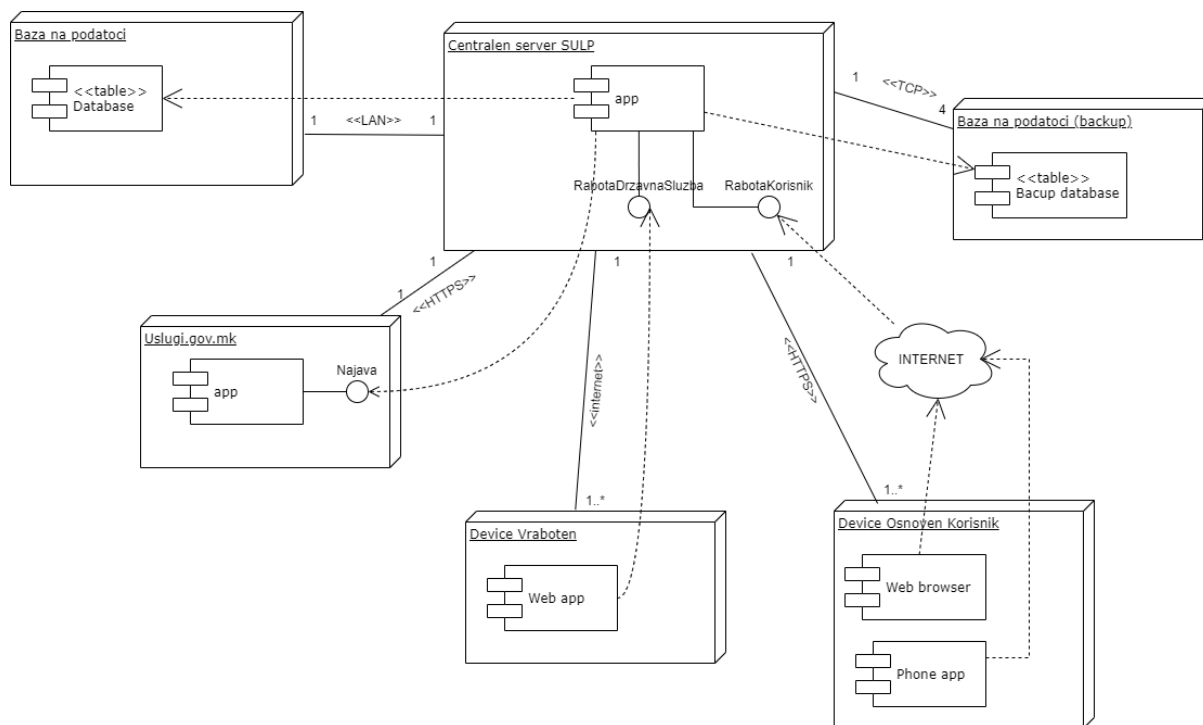 Baza na podatoci
<<table>>
Database
1
<<LAN>>
1
Centralen server SULP
app
RabotaDrzavnaSluzba
RabotaKorisnik
1
<<TCP>>
4
Baza na podatoci (backup)
<<table>>
Bacup database
1
1
<<HTTPS>>
Uslugi.gov.mk
app
Najava
1
<<internet>>
1..*
Device Vraboten
Web app
1
<<HTTPS>>
1..*
INTERNET
Device Osnoven Korisnik
Web browser
Phone app